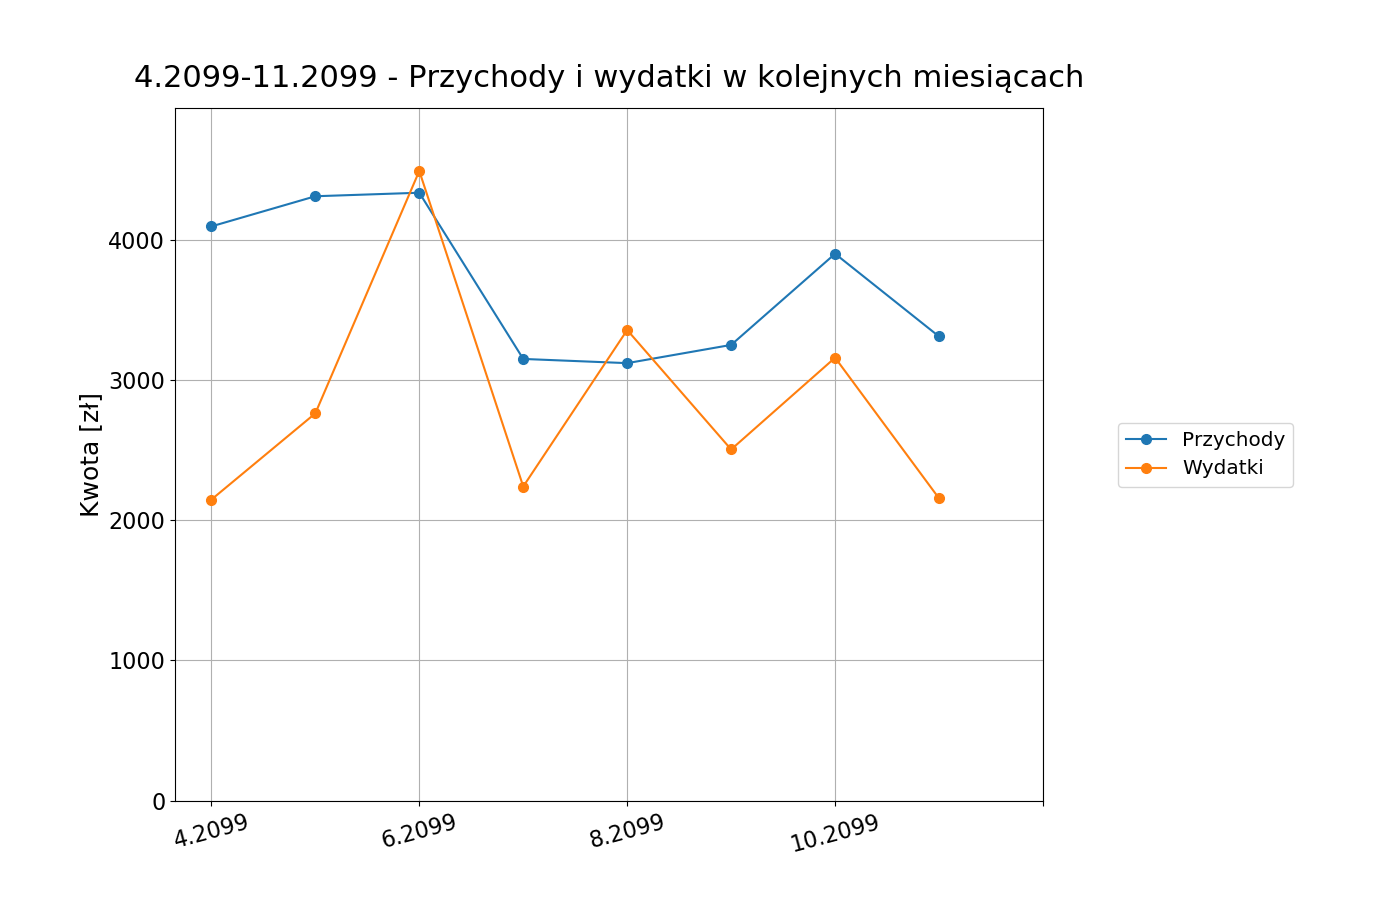 4.2099-11.2099 - Przychody i wydatki w kolejnych miesiącach
Kwota [zł]
4000
3000
2000
1000
0
4.2099
6.2099
8.2099
10.2099
Przychody
Wydatki